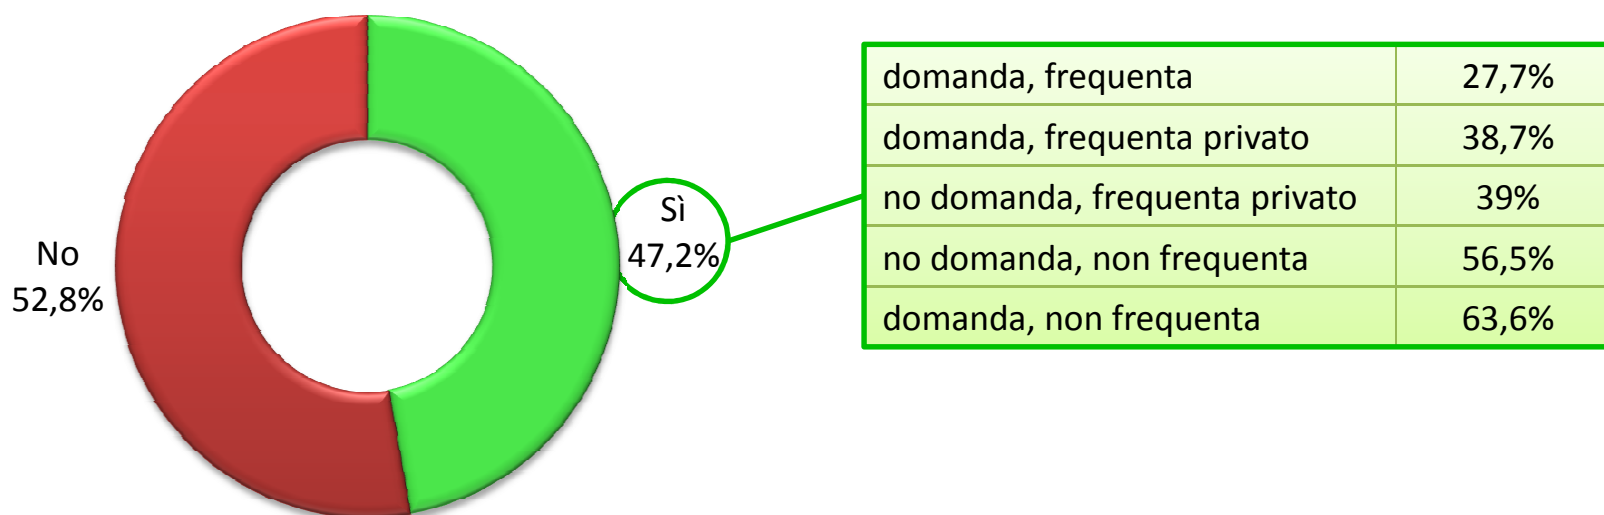 No
52,8%
Sì
47,2%
domanda, frequenta 27,7%
domanda, frequenta privato 38,7%
no domanda, frequenta privato 39%
no domanda, non frequenta 56,5%
domanda, non frequenta 63,6%